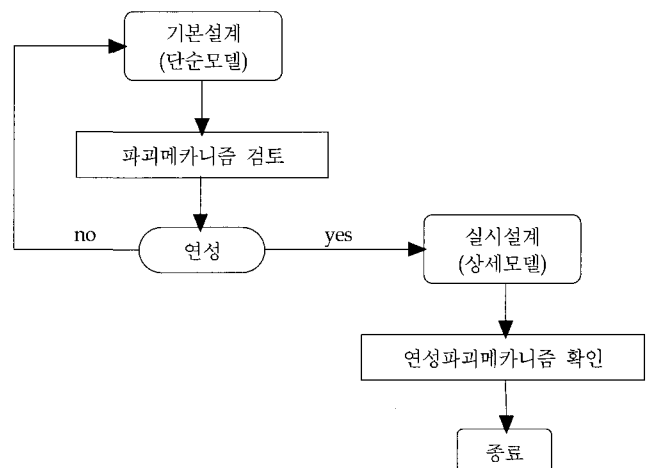 기본설계
(단순모델)
파괴메카니즘 검토
no
연성
yes
실시설계
(상세모델)
연성파괴메카니즘 확인
종료